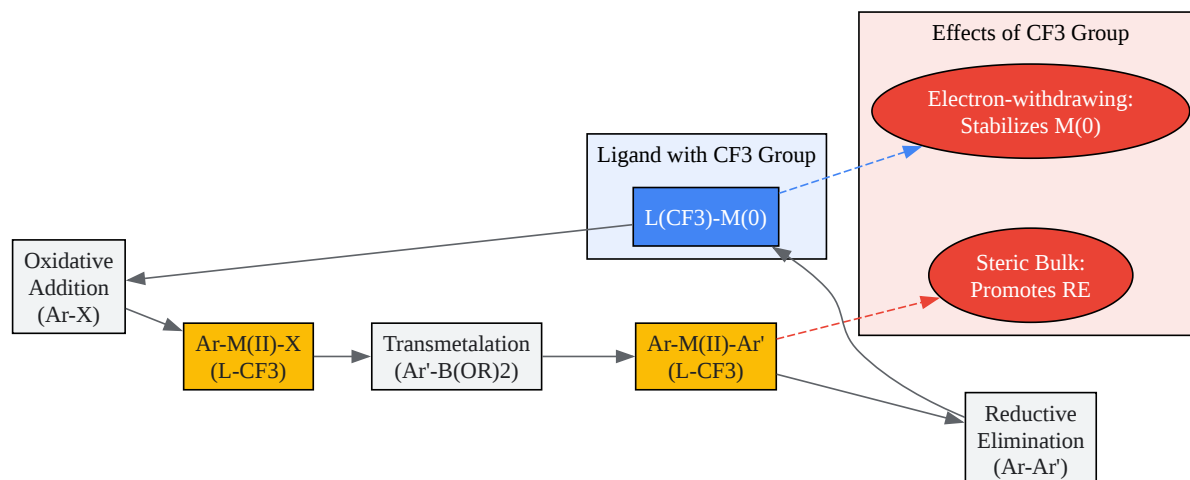 Effects of CF3 Group
Electron-withdrawing:
Stabilizes M(0)
Ligand with CF3 Group
L(CF3)-M(0)
Steric Bulk:
Promotes RE
Oxidative
Addition
(Ar-X)
Ar-M(II)-X
(L-CF3)
Transmetalation
(Ar'-B(OR)2)
Ar-M(II)-Ar'
(L-CF3)
Reductive
Elimination
(Ar-Ar')